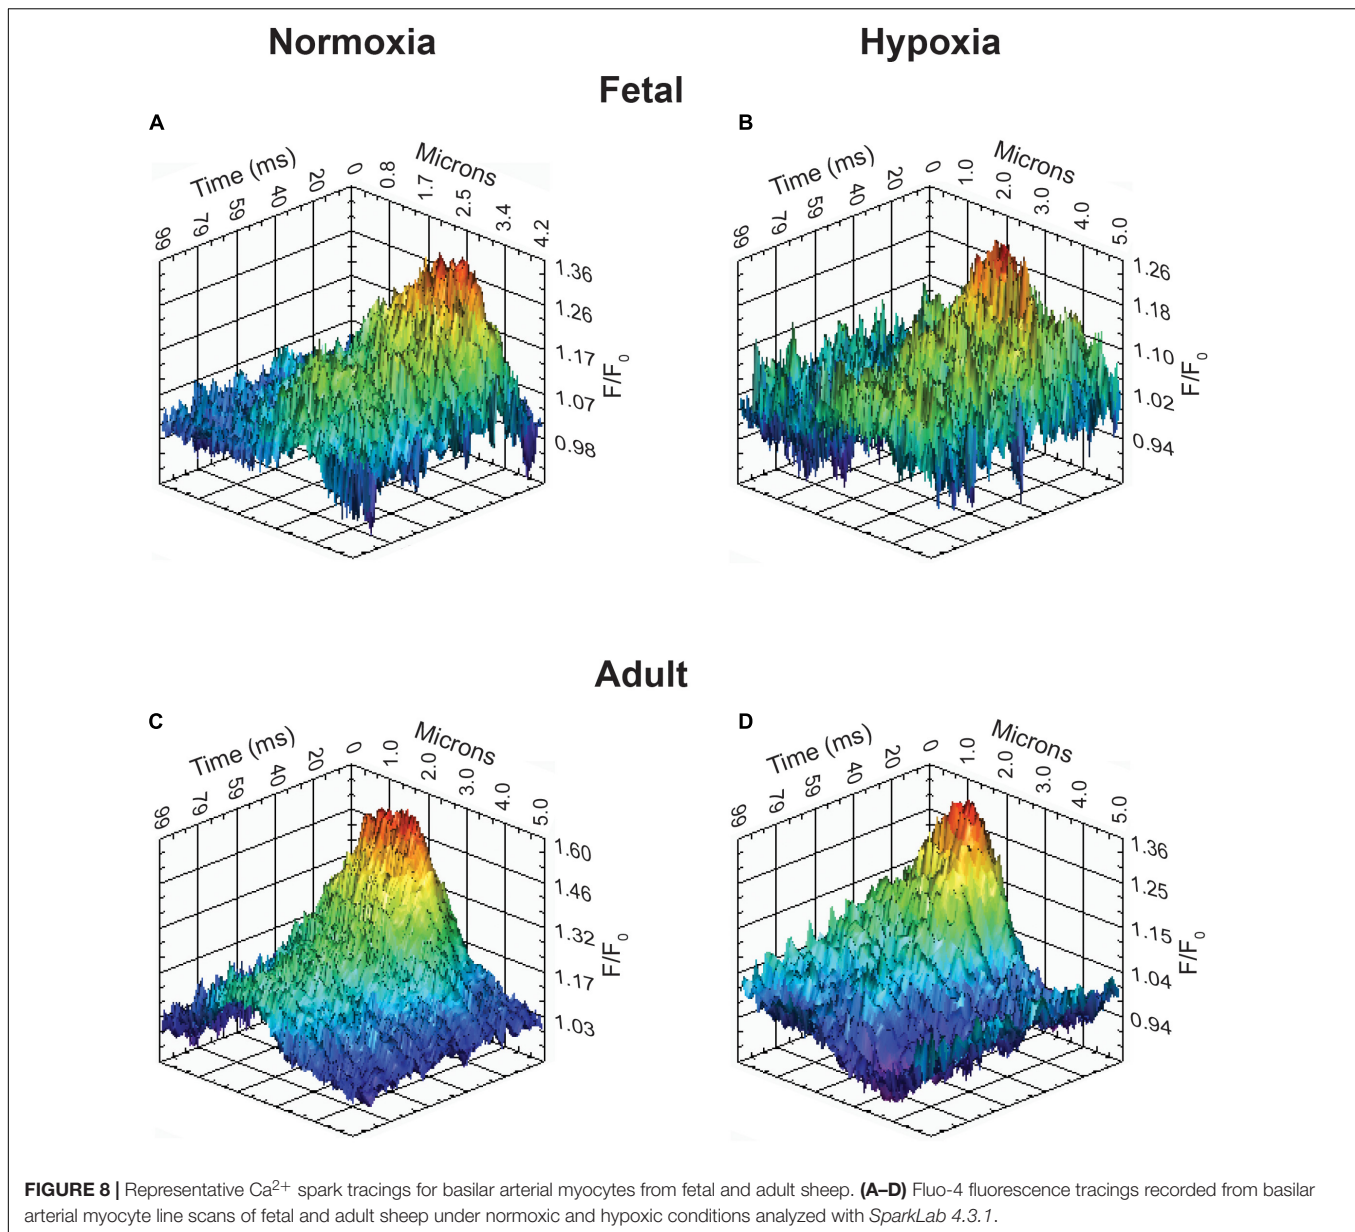 Normoxia
Hypoxia
Fetal
A
Time (ms)
Microns
99
79
59
40
20
0
0.8
1.7
2.5
3.4
4.2
1.36
1.26
1.17
1.07
0.98
F/F0
B
Time (ms)
Microns
99
79
59
40
20
0
1.0
2.0
3.0
4.0
5.0
1.26
1.18
1.10
1.02
0.94
F/F0
Adult
C
Time (ms)
Microns
99
79
59
40
20
0
1.0
2.0
3.0
4.0
5.0
1.60
1.46
1.32
1.17
1.03
F/F0
D
Time (ms)
Microns
99
79
59
40
20
0
1.0
2.0
3.0
4.0
5.0
1.36
1.25
1.15
1.04
0.94
F/F0
FIGURE 8 | Representative Ca2+ spark tracings for basilar arterial myocytes from fetal and adult sheep. (A–D) Fluo-4 fluorescence tracings recorded from basilar
arterial myocyte line scans of fetal and adult sheep under normoxic and hypoxic conditions analyzed with SparkLab 4.3.1.